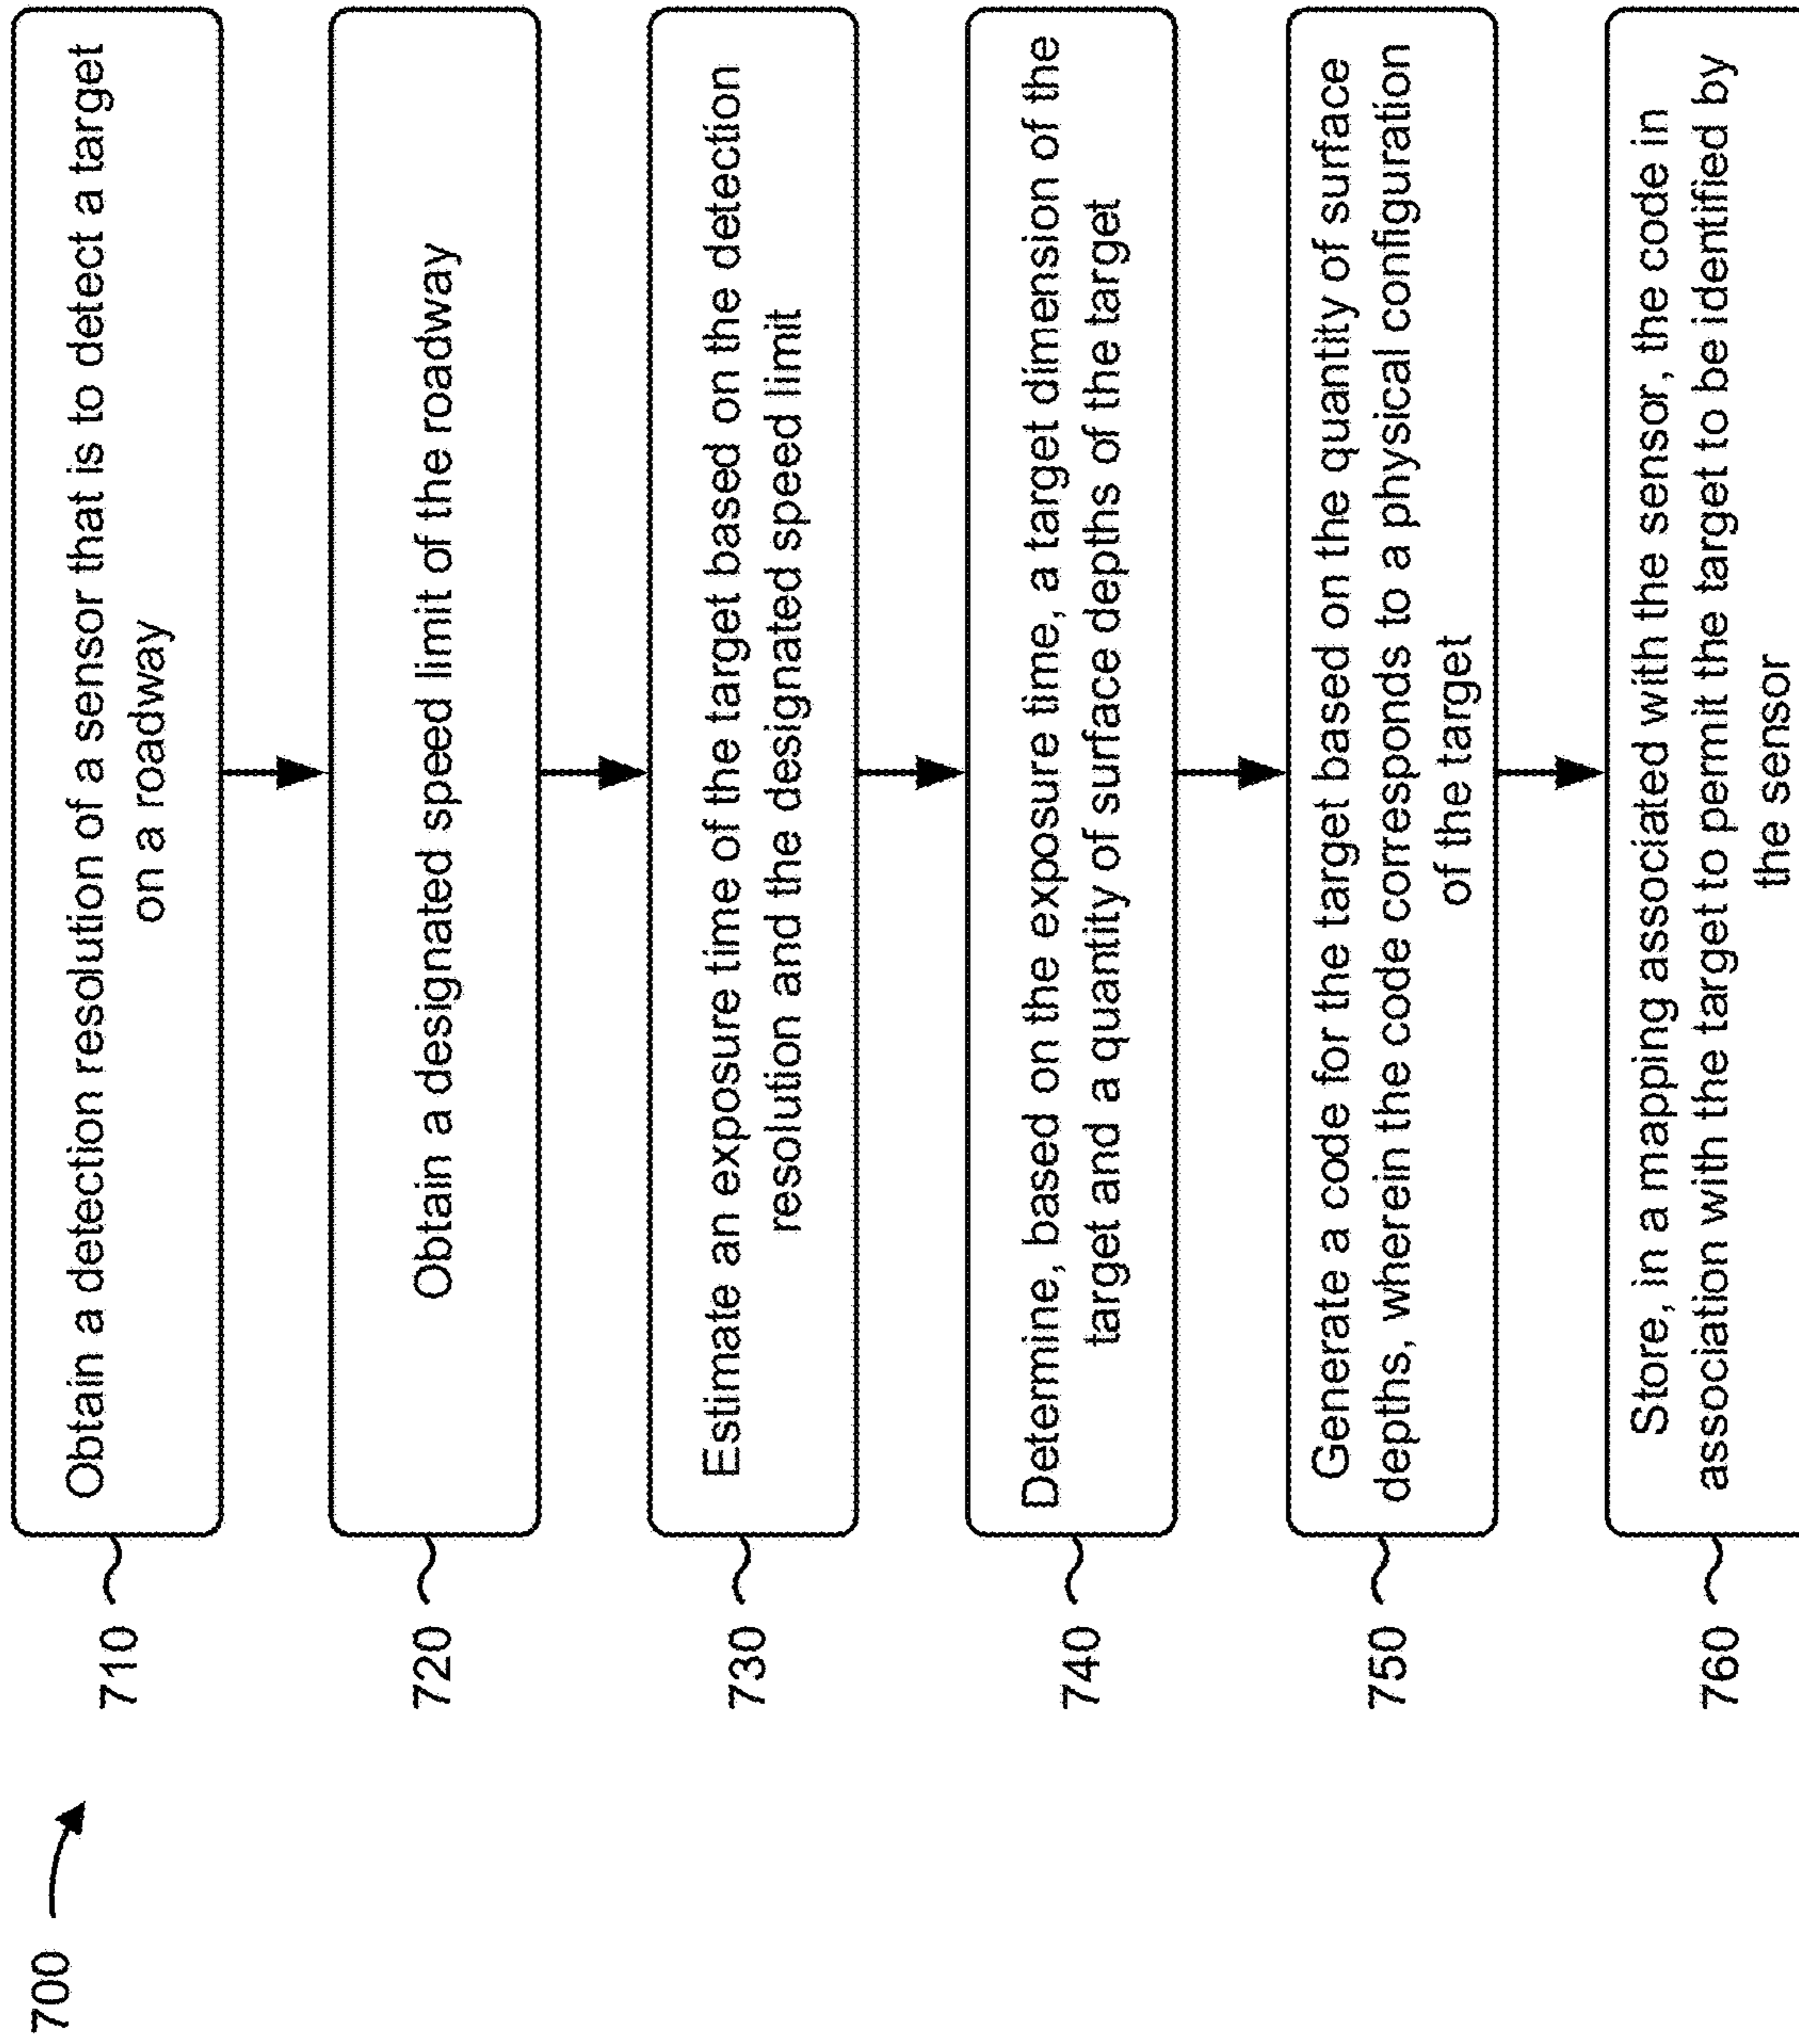 700
710
Obtain a detection resolution of a sensor that is to detect a target
on a roadway
720
Obtain a designated speed limit of the roadway
730
Estimate an exposure time of the target based on the detection
resolution and the designated speed limit
740
Determine, based on the exposure time, a target dimension of the
target and a quantity of surface depths of the target
750
Generate a code for the target based on the quantity of surface
depths, wherein the code corresponds to a physical configuration
of the target
760
Store, in a mapping associated with the sensor, the code in
association with the target to permit the target to be identified by
the sensor